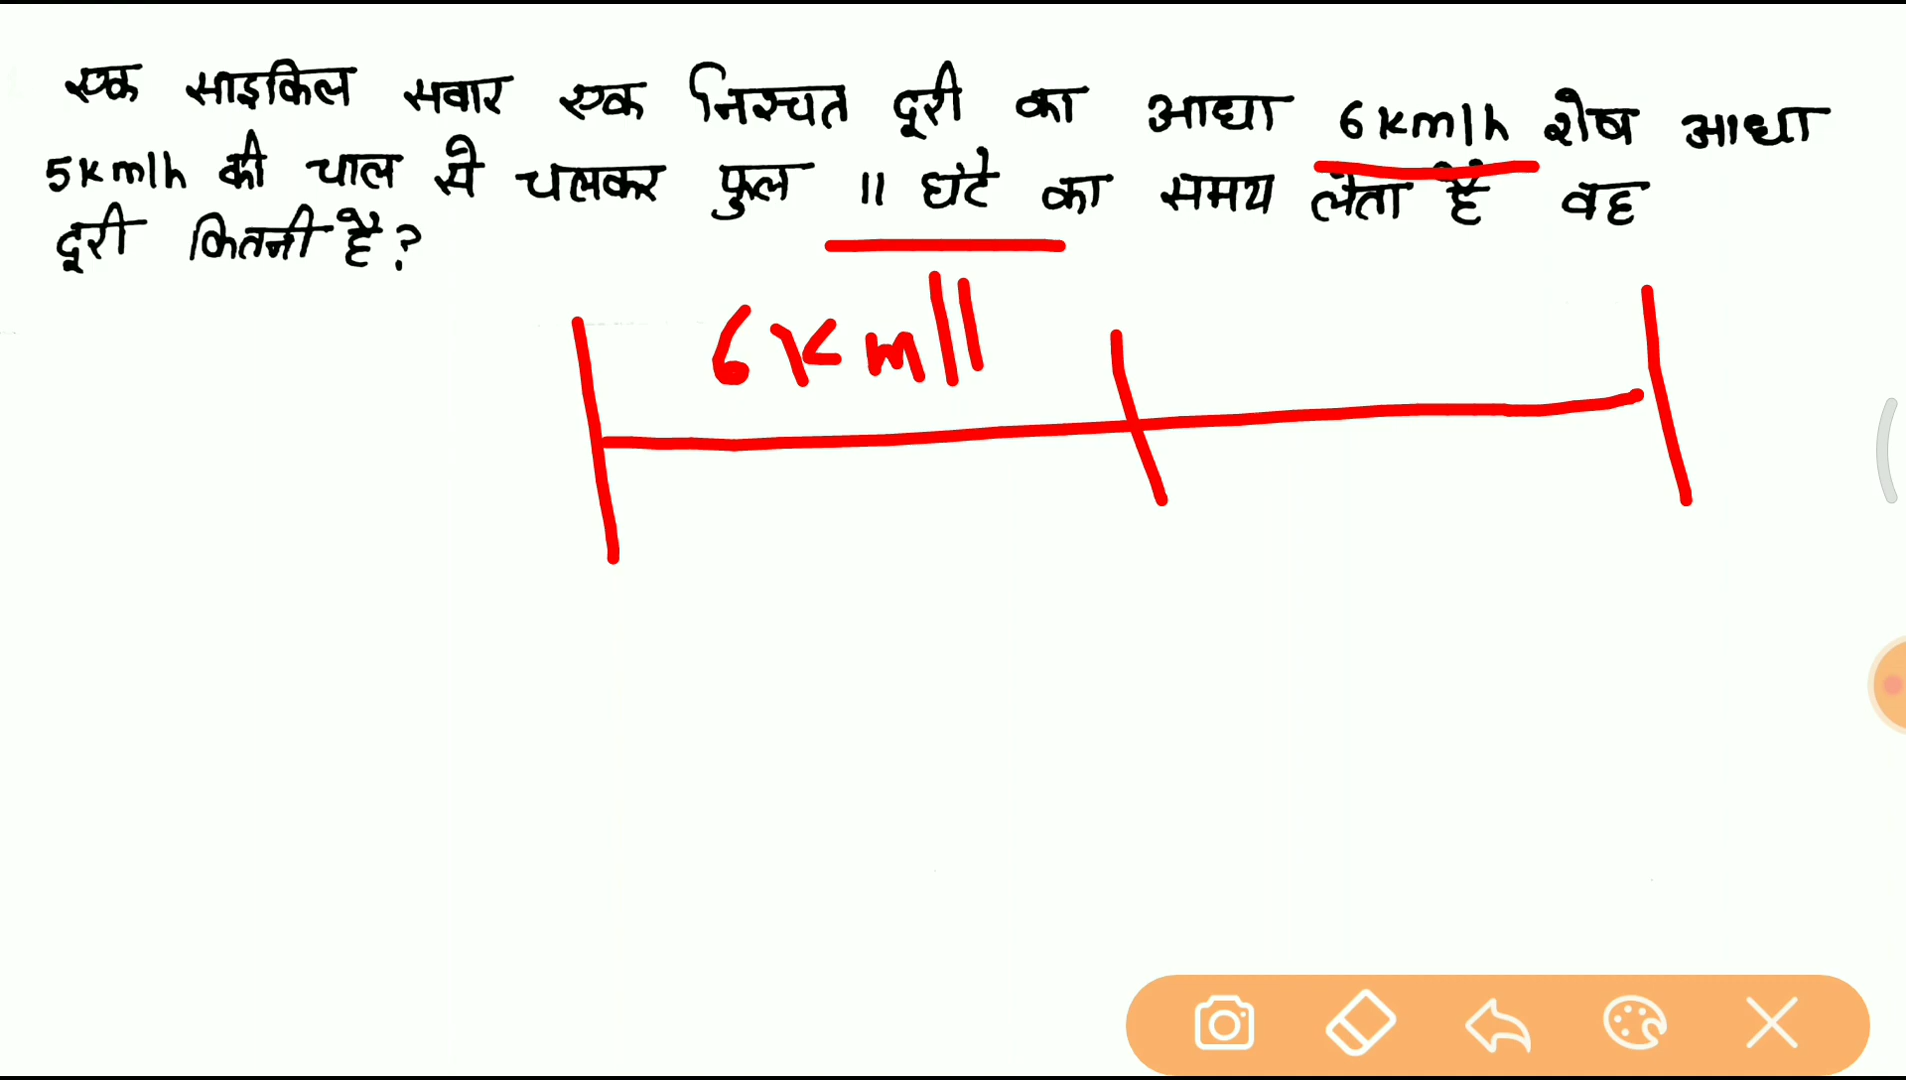 एक साइकिल सवार एक निश्चत दूरी का आधा 6km/h शेष आधा
5km/h की चाल से चलकर कुल 11 घंटे का समय लेता है वह
दूरी कितनी है?
6Km/